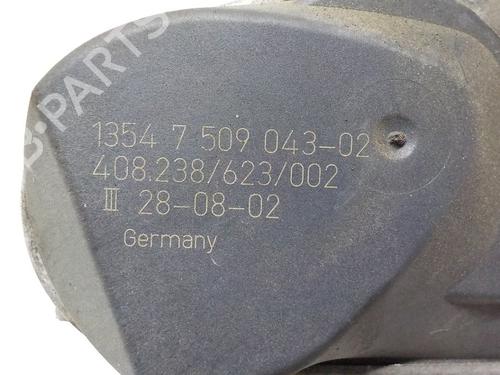 B-PARTS
1354 7 509 043-02
408.238/623/002
III 28-08-02
Germany